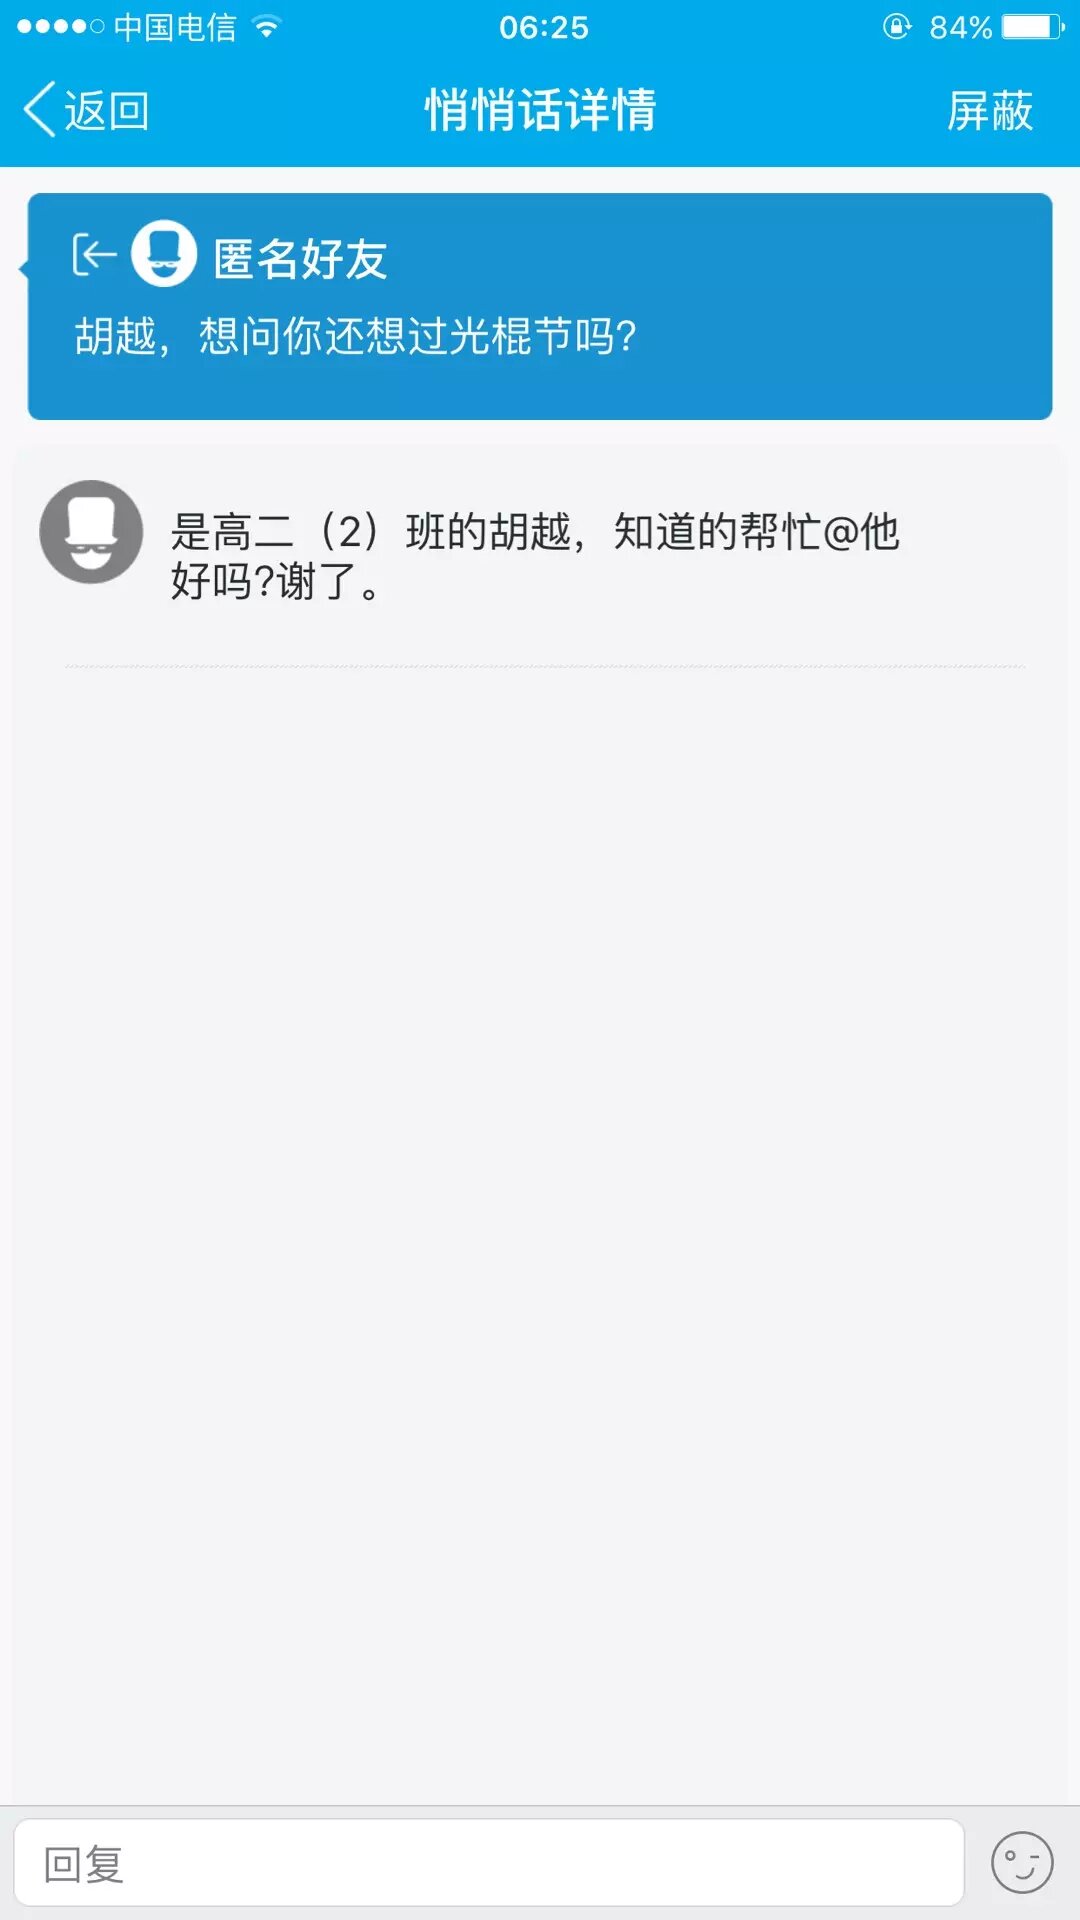 中国电信 06:25 84%
返回 悄悄话详情 屏蔽
匿名好友
胡越，想问你还想过光棍节吗?
是高二（2）班的胡越，知道的帮忙@他
好吗?谢了。
回复